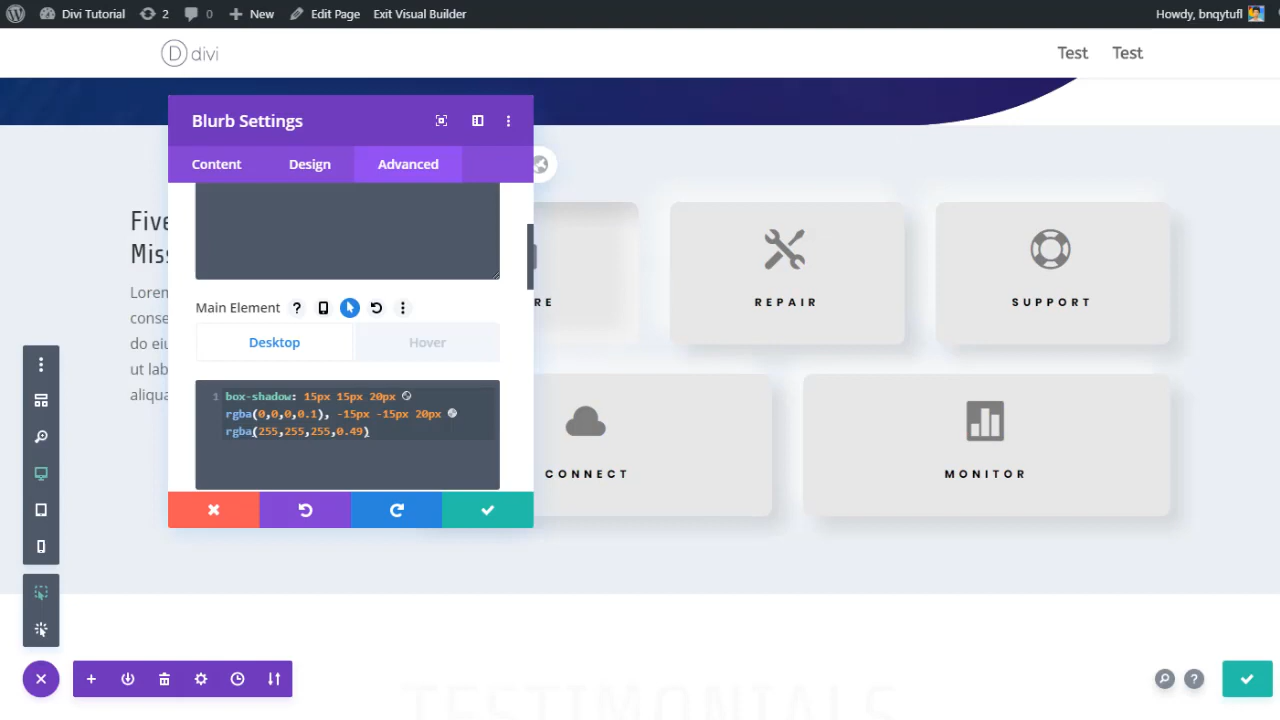 Divi Tutorial 2 0 New Edit Page Exit Visual Builder Howdy, bnqytufl
D divi Test Test
Blurb Settings
Content Design Advanced
Five
Miss
Lorem
conse
do eiu
ut lab
aliqua
Main Element ?
Desktop Hover
1 box-shadow: 15px 15px 20px
rgba(0,0,0,0.1), -15px -15px 20px
rgba(255,255,255,0.49)
RE
REPAIR
SUPPORT
CONNECT
MONITOR
?
TESTIMONIALS